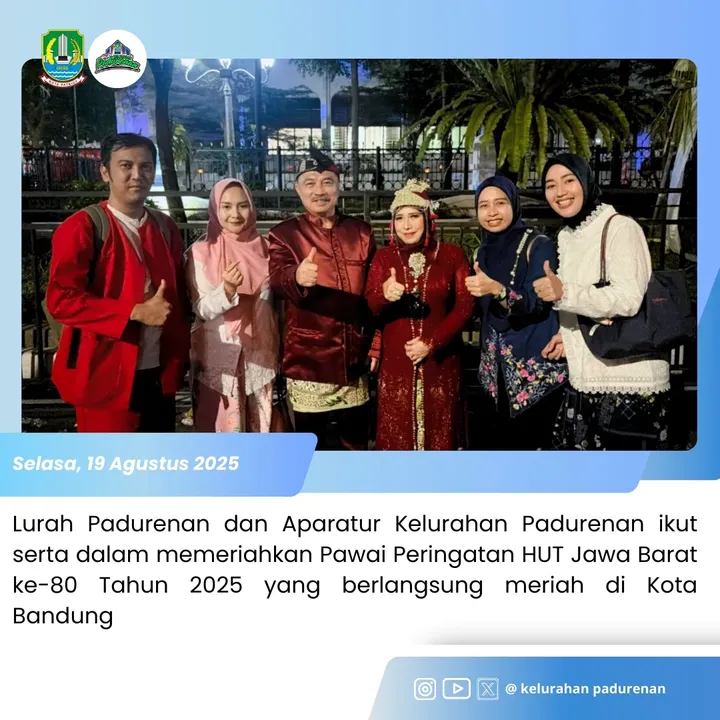 Selasa, 19 Agustus 2025
Lurah Padurenan dan Aparatur Kelurahan Padurenan ikut
serta dalam memeriahkan Pawai Peringatan HUT Jawa Barat
ke-80 Tahun 2025 yang berlangsung meriah di Kota
Bandung
@ kelurahan padurenan